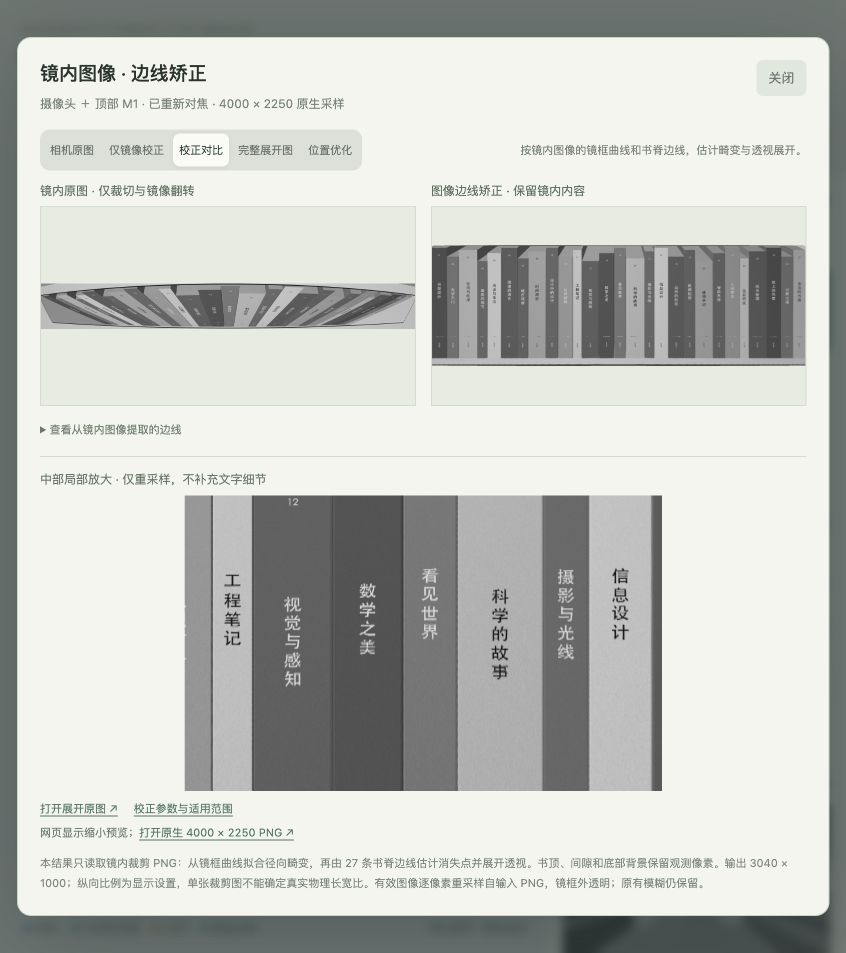 镜内图像 · 边线矫正
关闭
摄像头 + 顶部 M1 · 已重新对焦 · 4000 × 2250 原生采样
相机原图 仅镜像校正 校正对比 完整展开图 位置优化
按镜内图像的镜框曲线和书脊边线，估计畸变与透视展开。
镜内原图 · 仅裁切与镜像翻转
图像边线矫正 · 保留镜内内容
▶ 查看从镜内图像提取的边线
中部局部放大 · 仅重采样，不补充文字细节
12
工程笔记
视觉与感知
数学之美
看见世界
科学的故事
摄影与光线
信息设计
打开展开原图 ↗ 校正参数与适用范围
网页显示缩小预览；打开原生 4000 × 2250 PNG ↗
本结果只读取镜内裁剪 PNG：从镜框曲线拟合径向畸变，再由 27 条书脊边线估计消失点并展开透视。书顶、间隙和底部背景保留观测像素。输出 3040 ×
1000；纵向比例为显示设置，单张裁剪图不能确定真实物理长宽比。有效图像逐像素重采样自输入 PNG，镜框外透明；原有模糊仍保留。